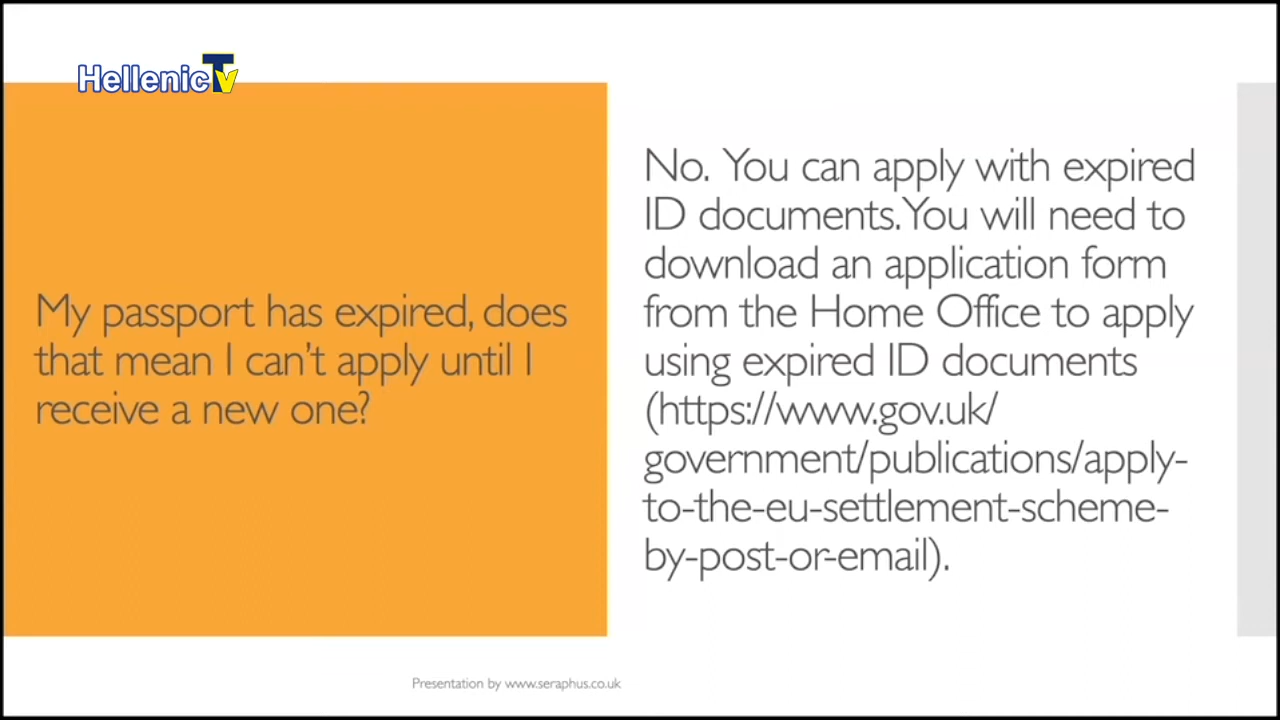 HellenicTv
My passport has expired, does
that mean I can't apply until I
receive a new one?
No. You can apply with expired
ID documents. You will need to
download an application form
from the Home Office to apply
using expired ID documents
(https://www.gov.uk/
government/publications/apply-
to-the-eu-settlement-scheme-
by-post-or-email).
Presentation by www.seraphus.co.uk